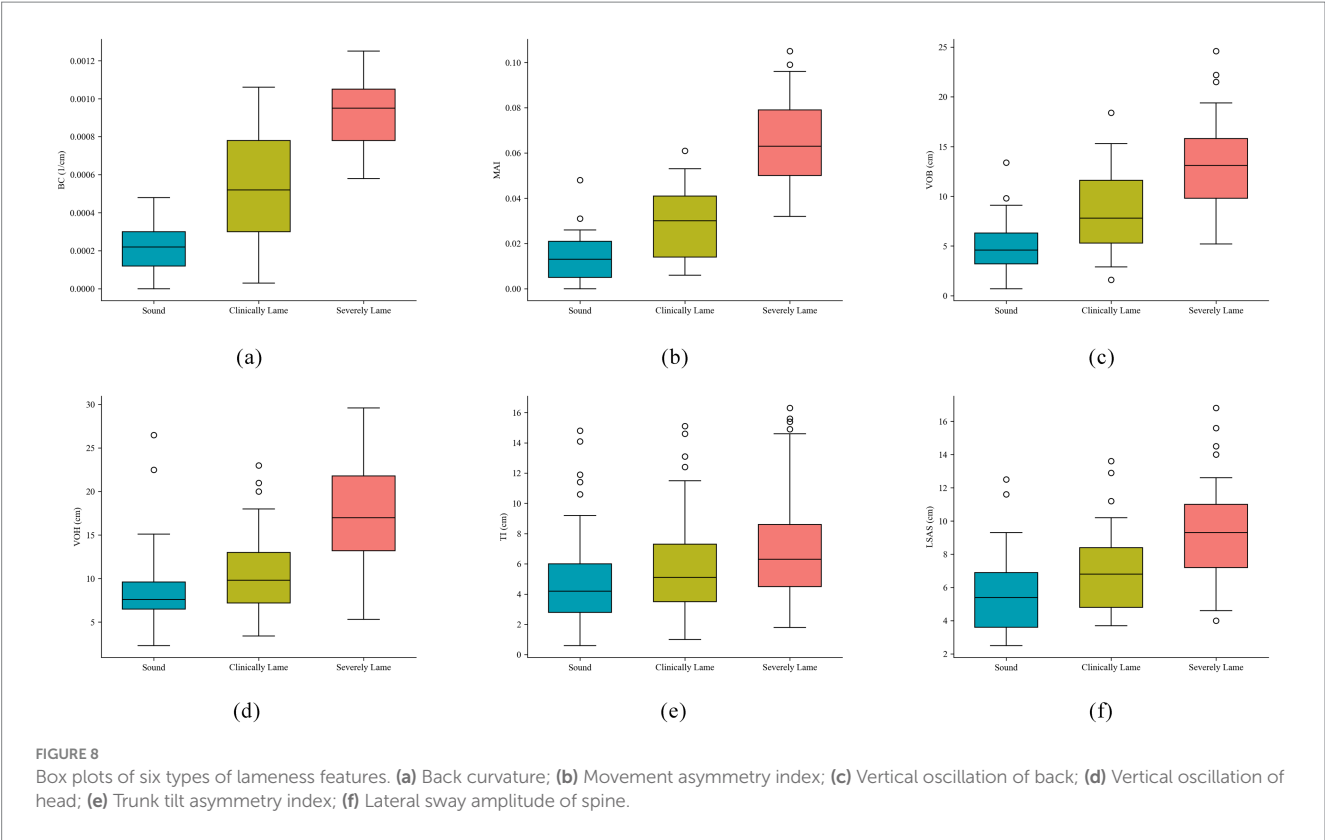 0.0012
0.0010
0.0008
0.0006
0.0004
0.0002
0.0000
BC (1/cm)
Sound Clinically Lame Severely Lame
(a)
0.10
0.08
0.06
0.04
0.02
0.00
MAI
Sound Clinically Lame Severely Lame
(b)
25
20
15
10
5
0
VOB (cm)
Sound Clinically Lame Severely Lame
(c)
30
25
20
15
10
5
VOH (cm)
Sound Clinically Lame Severely Lame
(d)
16
14
12
10
8
6
4
2
0
TI (cm)
Sound Clinically Lame Severely Lame
(e)
16
14
12
10
8
6
4
2
LSAS (cm)
Sound Clinically Lame Severely Lame
(f)
FIGURE 8
Box plots of six types of lameness features. (a) Back curvature; (b) Movement asymmetry index; (c) Vertical oscillation of back; (d) Vertical oscillation of
head; (e) Trunk tilt asymmetry index; (f) Lateral sway amplitude of spine.